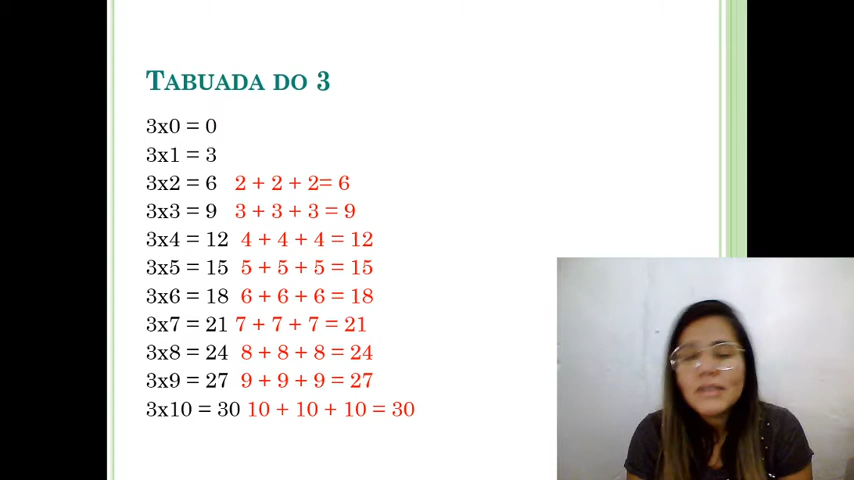 TABUADA DO 3
3x0 = 0
3x1 = 3
3x2 = 6 2 + 2 + 2= 6
3x3 = 9 3 + 3 + 3 = 9
3x4 = 12 4 + 4 + 4 = 12
3x5 = 15 5 + 5 + 5 = 15
3x6 = 18 6 + 6 + 6 = 18
3x7 = 21 7 + 7 + 7 = 21
3x8 = 24 8 + 8 + 8 = 24
3x9 = 27 9 + 9 + 9 = 27
3x10 = 30 10 + 10 + 10 = 30